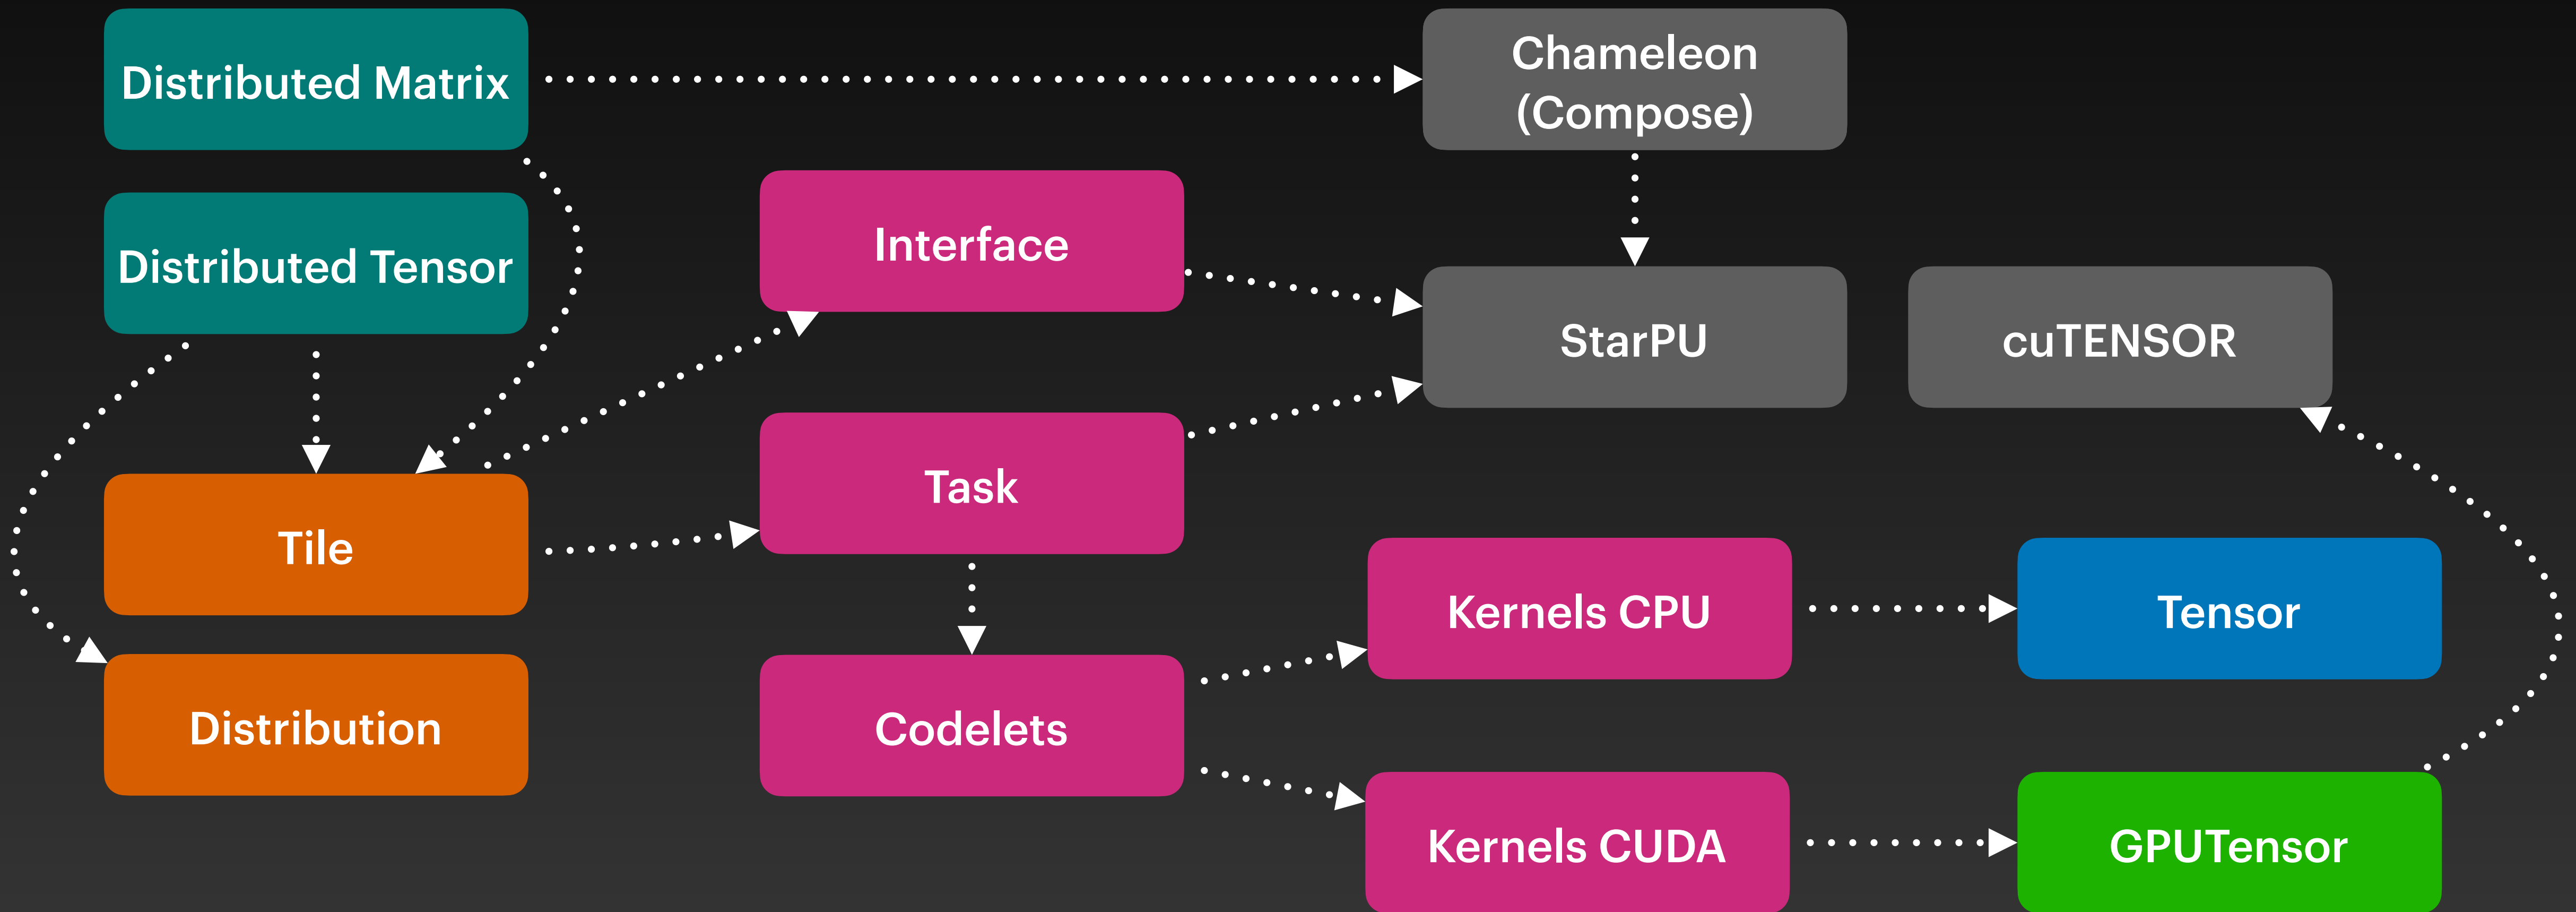 Distributed Matrix
Chameleon
(Compose)
Interface
Distributed Tensor
StarPU
cuTENSOR
Task
Tile
Kernels CPU
Tensor
Distribution
Codelets
Kernels CUDA
GPUTensor